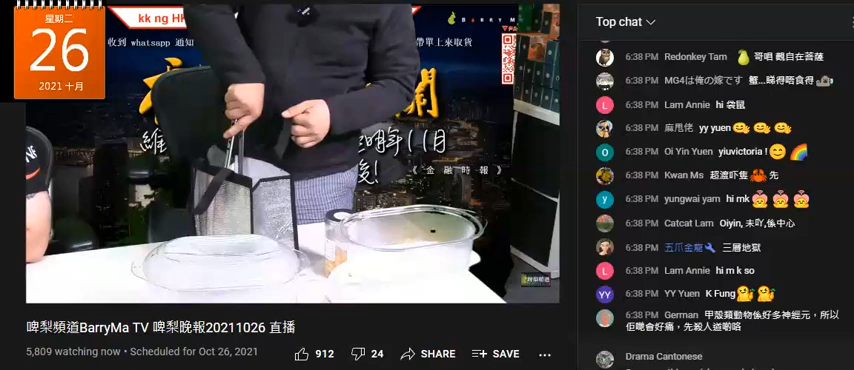 星期二
26
2021 十月
kk ng HK
收到 whatsapp 通知
帶單上來取貨
BARRY MA
《金融時報》
啤梨頻道BarryMa TV 啤梨晚報20211026 直播
5,809 watching now • Scheduled for Oct 26, 2021
912
24
SHARE
SAVE
Top chat
6:38 PM Redonkey Tam 哥唱 觀自在菩薩
6:38 PM MG4は俺の嫁です 蟹...睇得唔食得
6:38 PM Lam Annie hi 袋鼠
6:38 PM 麻甩佬 yy yuen
6:38 PM Oi Yin Yuen yiuvictoria !
6:38 PM Kwan Ms 超渡吓隻 先
6:38 PM yungwai yam hi mk
6:38 PM Catcat Lam Oiyin, 未吖,係中心
6:38 PM 五爪金龍 三層地獄
6:38 PM Lam Annie hi m k so
YY
6:38 PM YY Yuen K Fung
6:38 PM German 甲殼類動物係好多神經元，所以
佢哋會好痛，先殺人道啲咯
Drama Cantonese